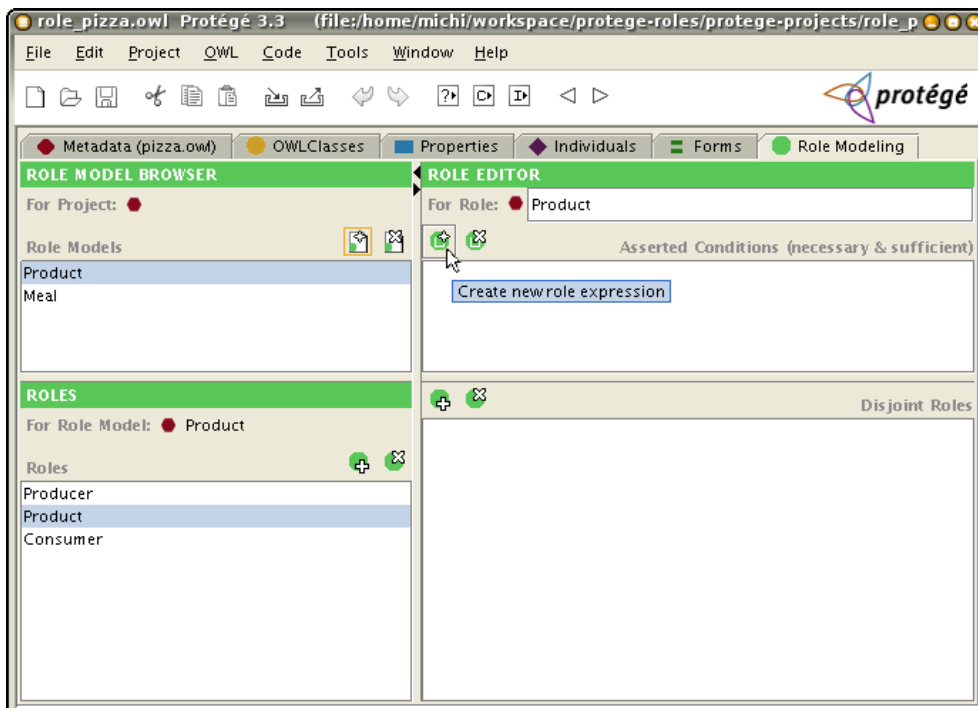 role_pizza.owl Protégé 3.3 (file:/home/michi/workspace/protege-roles/protege-projects/role_p
File Edit Project OWL Code Tools Window Help
protégé
Metadata (pizza.owl) OWLClasses Properties Individuals Forms Role Modeling
ROLE MODEL BROWSER
For Project:
Role Models
Product
Meal
ROLES
For Role Model: Product
Roles
Producer
Product
Consumer
ROLE EDITOR
For Role: Product
Asserted Conditions (necessary & sufficient)
Create new role expression
Disjoint Roles